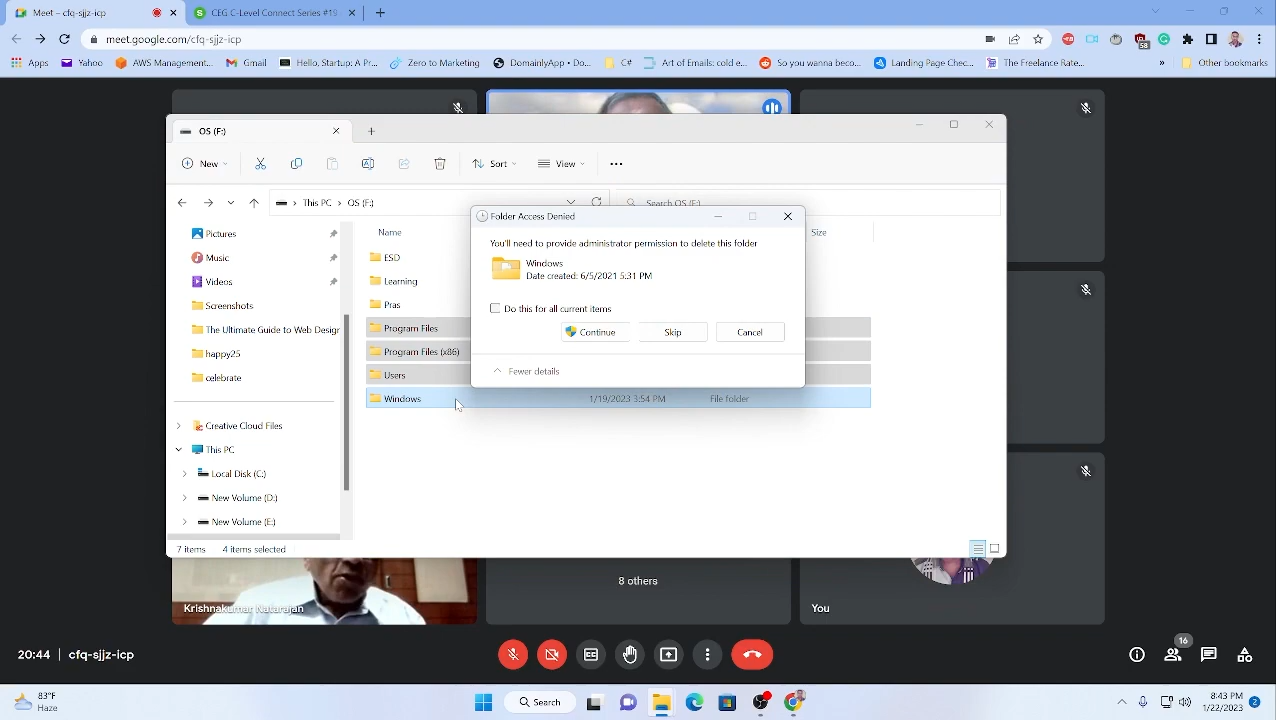 Meet – cfq-sjjz-icp
CEG C-Level Connect Series #19
meet.google.com/cfq-sjjz-icp
58
Apps
Yahoo
AWS Management...
Gmail
Hello, Startup: A Pr...
Zero to Marketing
DomainlyApp • Do...
C#
Art of Emails: cold e...
So you wanna beco...
Landing Page Chec...
The Freelance Rate...
»
Other bookmarks
OS (F:)
New
Sort
View
This PC
OS (F:)
Search OS (F:)
Pictures
Music
Videos
Screenshots
The Ultimate Guide to Web Design
happy25
celebrate
Creative Cloud Files
This PC
Local Disk (C:)
New Volume (D:)
New Volume (E:)
Name
Size
ESD
Learning
Pras
Program Files
Program Files (x86)
Users
Windows
1/19/2023 3:54 PM
File folder
Folder Access Denied
You'll need to provide administrator permission to delete this folder
Windows
Date created: 6/5/2021 5:31 PM
Do this for all current items
Continue
Skip
Cancel
Fewer details
7 items
4 items selected
Krishnakumar Natarajan
8 others
You
20:44 | cfq-sjjz-icp
16
83°F
Haze
Search
8:43 PM
1/22/2023
2